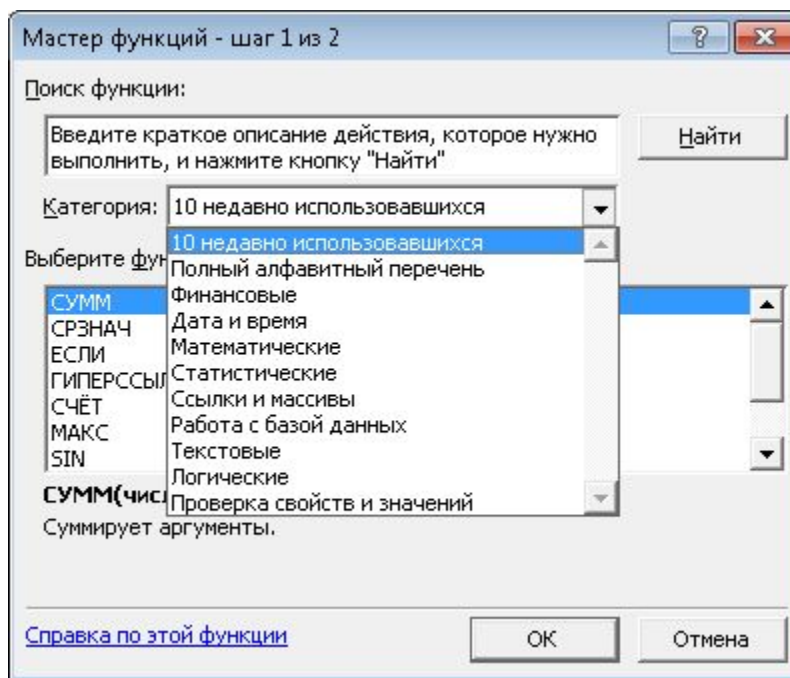 Мастер функций - шаг 1 из 2
Поиск функции:
Введите краткое описание действия, которое нужно
выполнить, и нажмите кнопку "Найти"
Найти
Категория:
10 недавно использовавшихся
10 недавно использовавшихся
Полный алфавитный перечень
Финансовые
Дата и время
Математические
Статистические
Ссылки и массивы
Работа с базой данных
Текстовые
Логические
Проверка свойств и значений
Выберите
СУММ
СРЗНАЧ
ЕСЛИ
СЧЁТ
МАКС
SIN
Суммирует аргументы.
Справка по этой функции
ОК
Отмена